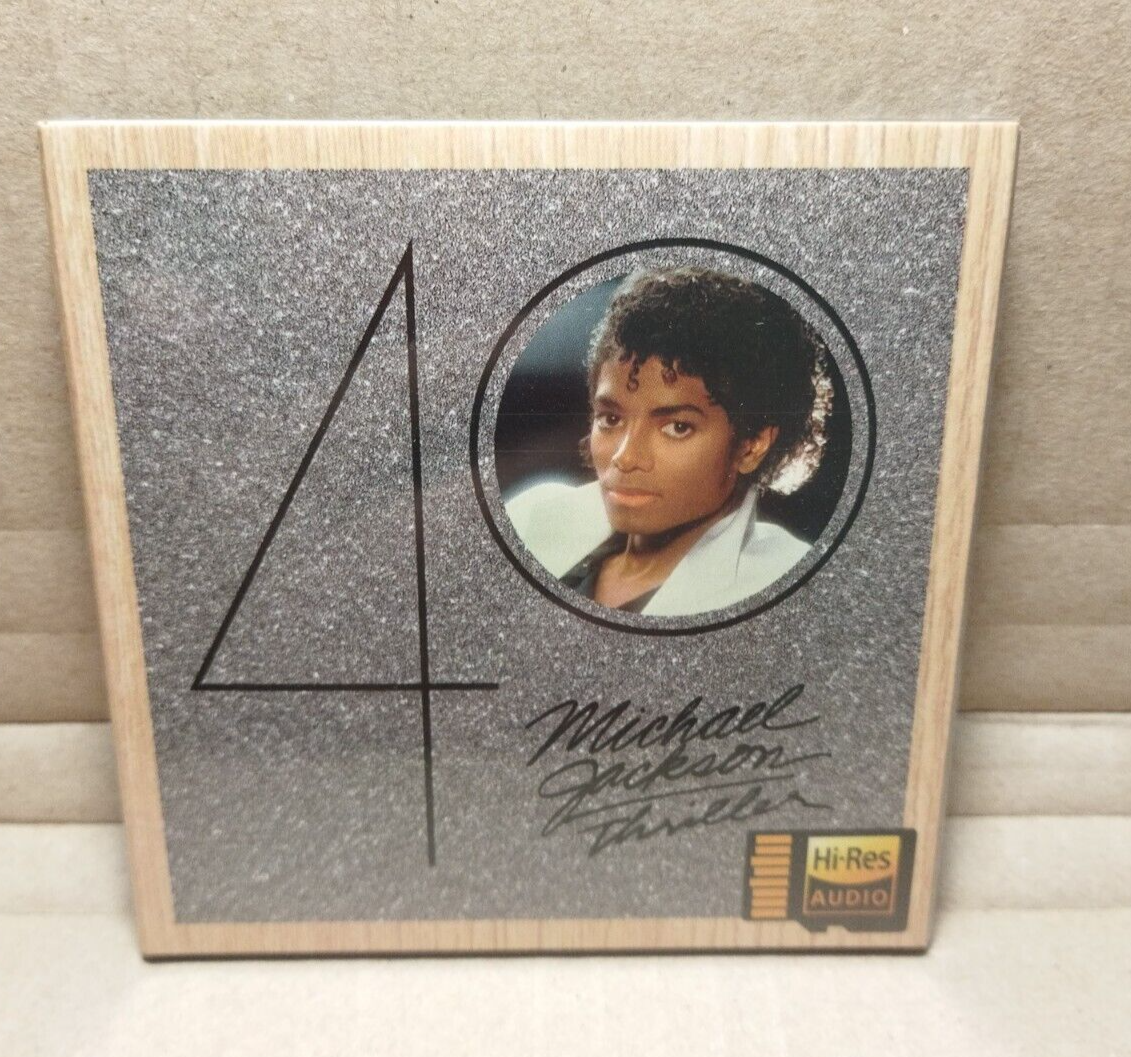 40
Michael
Jackson
Thriller
Hi-Res
AUDIO